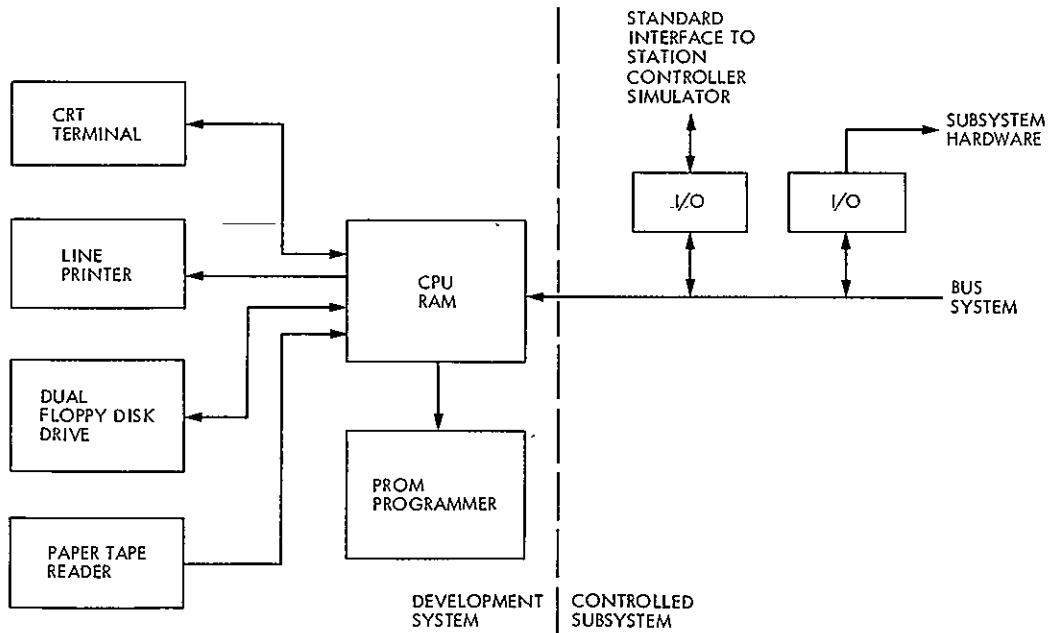 STANDARD
INTERFACE TO
STATION
CONTROLLER
SIMULATOR
CRT
TERMINAL
SUBSYSTEM
HARDWARE
I/O
I/O
LINE
PRINTER
CPU
RAM
BUS
SYSTEM
DUAL
FLOPPY DISK
DRIVE
PROM
PROGRAMMER
PAPER TAPE
READER
DEVELOPMENT
SYSTEM
CONTROLLED
SUBSYSTEM